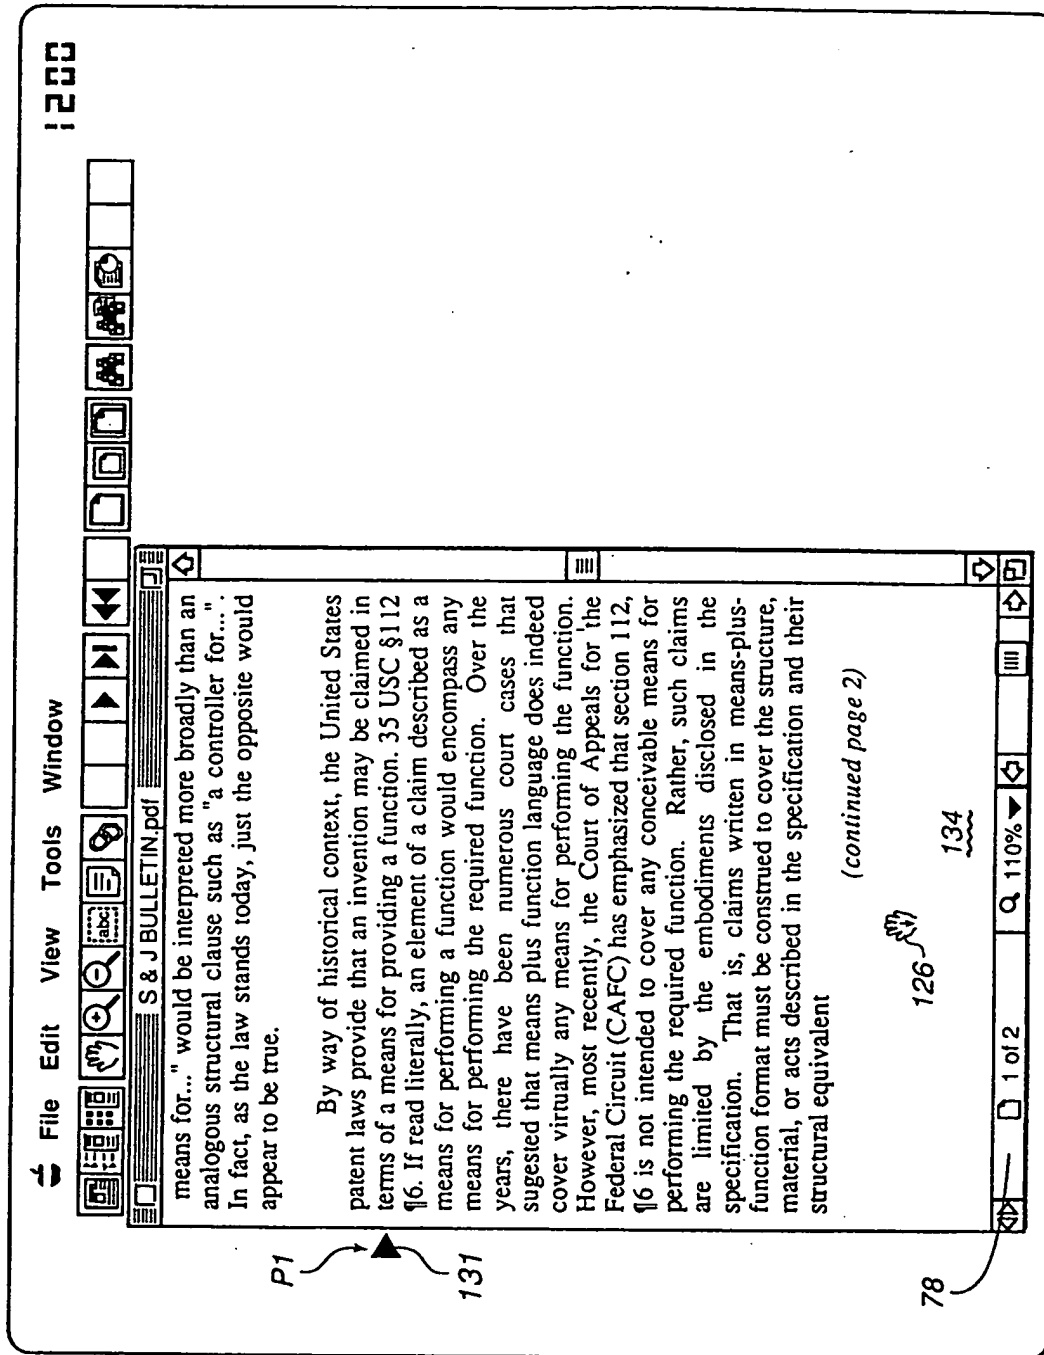 1200
File Edit View Tools Window
abc
S & J BULLETIN.pdf
means for..." would be interpreted more broadly than an
analogous structural clause such as "a controller for...".
In fact, as the law stands today, just the opposite would
appear to be true.
By way of historical context, the United States
patent laws provide that an invention may be claimed in
terms of a means for providing a function. 35 USC §112
¶6. If read literally, an element of a claim described as a
means for performing a function would encompass any
means for performing the required function. Over the
years, there have been numerous court cases that
suggested that means plus function language does indeed
cover virtually any means for performing the function.
However, most recently, the Court of Appeals for the
Federal Circuit (CAFC) has emphasized that section 112,
¶6 is not intended to cover any conceivable means for
performing the required function. Rather, such claims
are limited by the embodiments disclosed in the
specification. That is, claims written in means-plus-
function format must be construed to cover the structure,
material, or acts described in the specification and their
structural equivalent
(continued page 2)
P1
131
126
134
1 of 2 110%
78